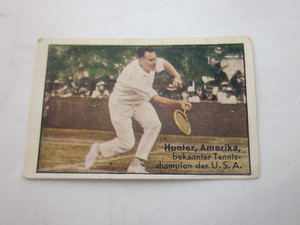 Hunter, Amerika,
bekannter Tennis-
champion der U. S. A.